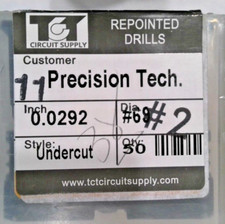 TCT
CIRCUIT SUPPLY
REPOINTED
DRILLS
Customer
11 Precision Tech.
Inch
Dia
0.0292 #69 #2
Style: Qty:
Undercut 50
www.tctcircuitsupply.com